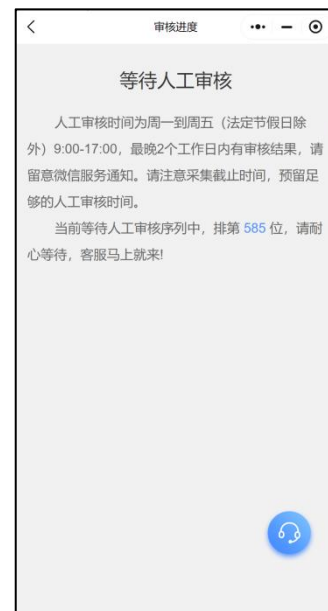 审核进度
等待人工审核
人工审核时间为周一到周五（法定节假日除
外）9:00-17:00，最晚2个工作日内有审核结果，请
留意微信服务通知。请注意采集截止时间，预留足
够的人工审核时间。
当前等待人工审核序列中，排第 585 位，请耐
心等待，客服马上就来!